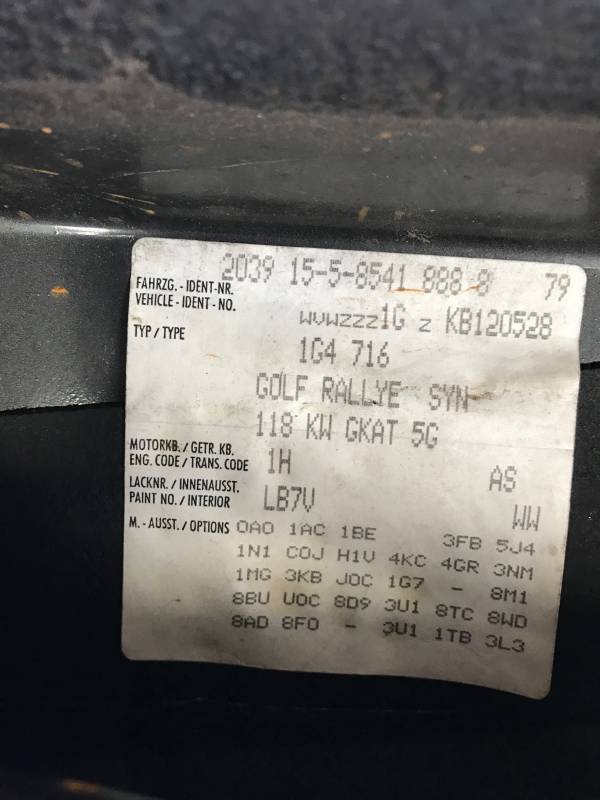 2039 15-5-8541 888 8 79
FAHRZG. - IDENT-NR.
VEHICLE - IDENT - NO. WVWZZZ1G Z KB120528
TYP / TYPE 1G4 716
GOLF RALLYE SYN
118 KW GKAT 5G
MOTORKB. / GETR. KB.
ENG. CODE / TRANS. CODE 1H AS
LACKNR. / INNENAUSST.
PAINT NO. / INTERIOR LB7V WW
M. - AUSST. / OPTIONS 0A0 1AC 1BE 3FB 5J4
1N1 C0J H1V 4KC 4GR 3NM
1MG 3KB J0C 1G7 - 8M1
8BU U0C 8D9 3U1 8TC 8WD
8AD 8F0 - 3U1 1TB 3L3